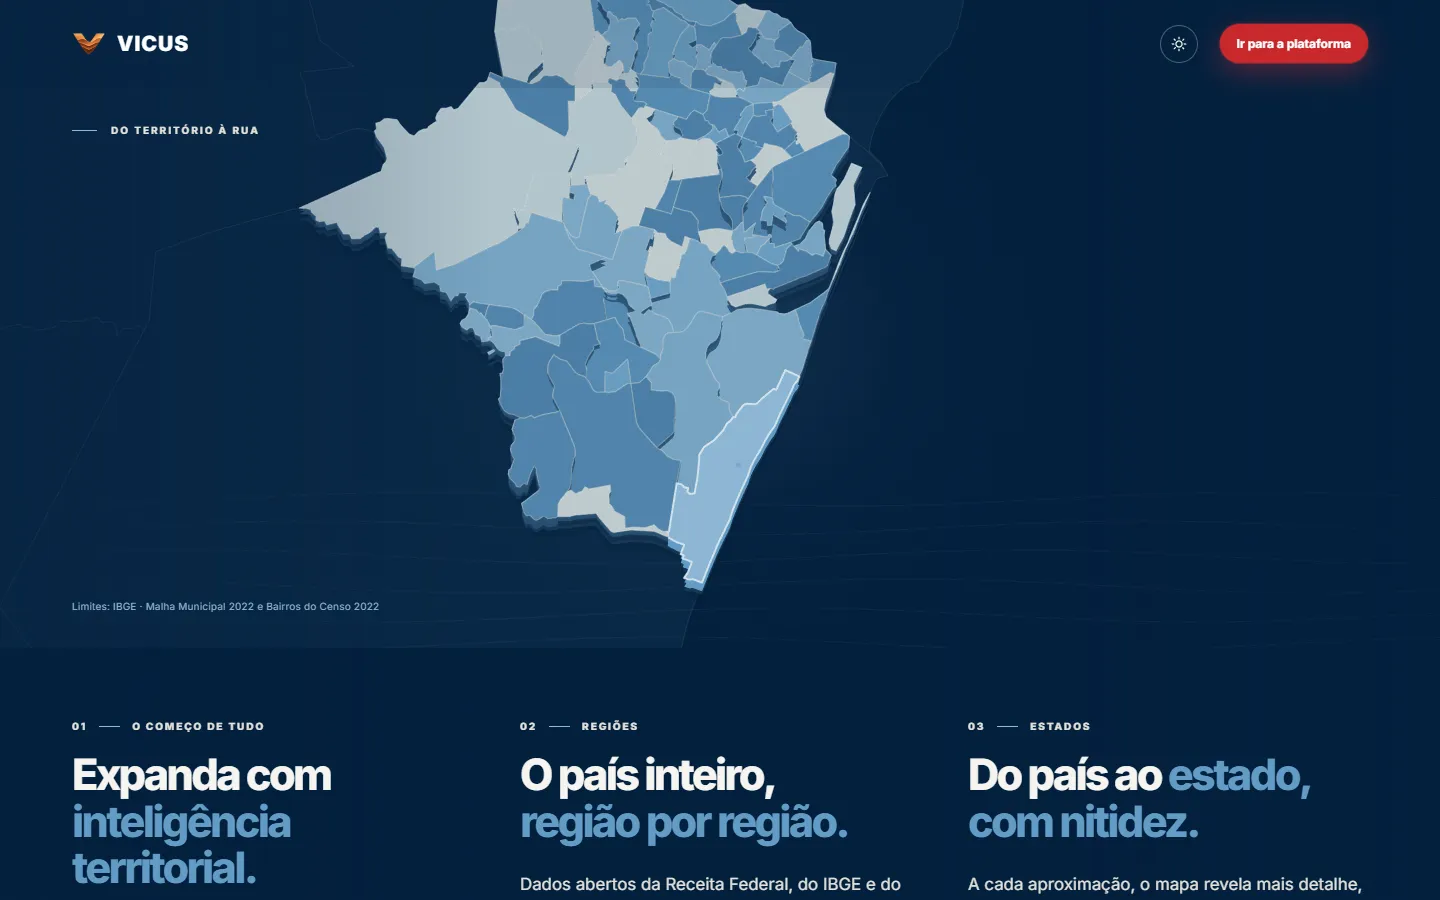 VICUS
Ir para a plataforma
DO TERRITÓRIO À RUA
Limites: IBGE · Malha Municipal 2022 e Bairros do Censo 2022
01 — O COMEÇO DE TUDO
Expanda com
inteligência
territorial.
02 — REGIÕES
O país inteiro,
região por região.
Dados abertos da Receita Federal, do IBGE e do
03 — ESTADOS
Do país ao estado,
com nitidez.
A cada aproximação, o mapa revela mais detalhe,